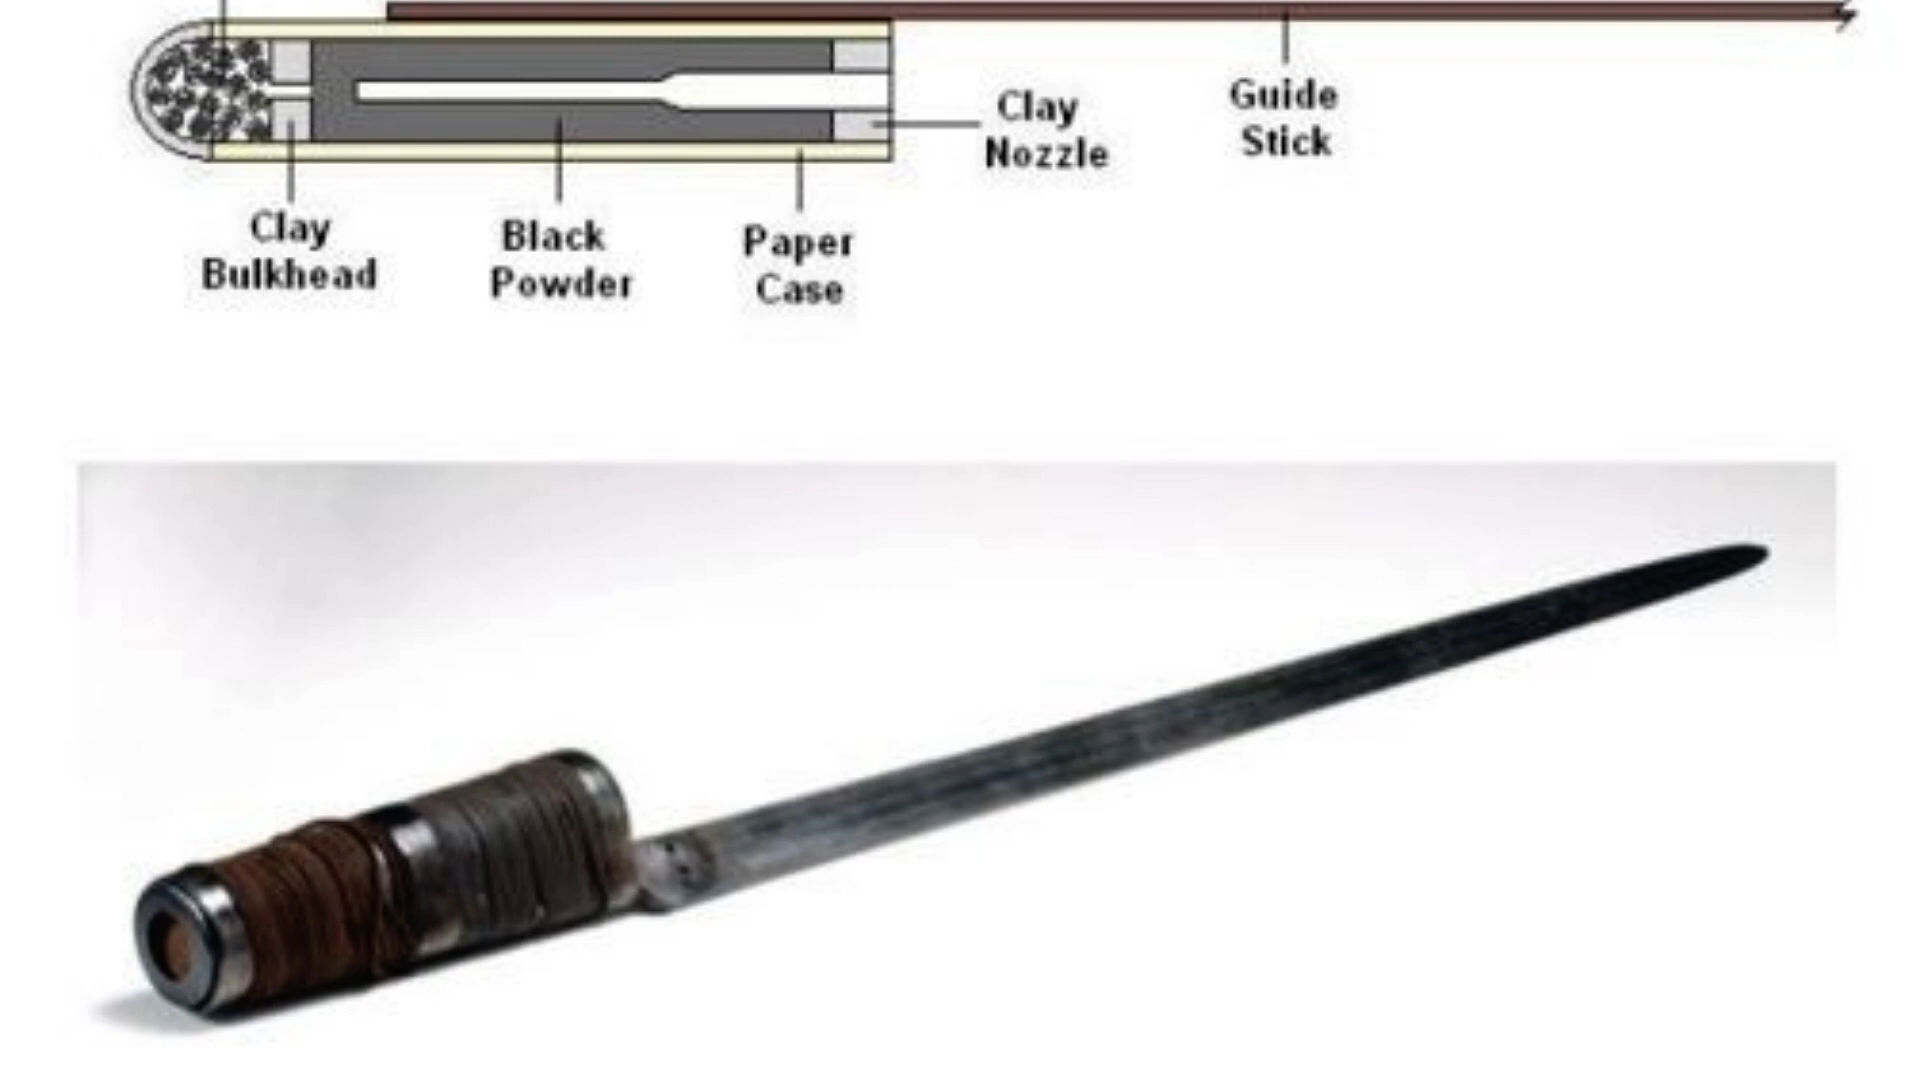 Clay
Nozzle
Guide
Stick
Clay
Bulkhead
Black
Powder
Paper
Case